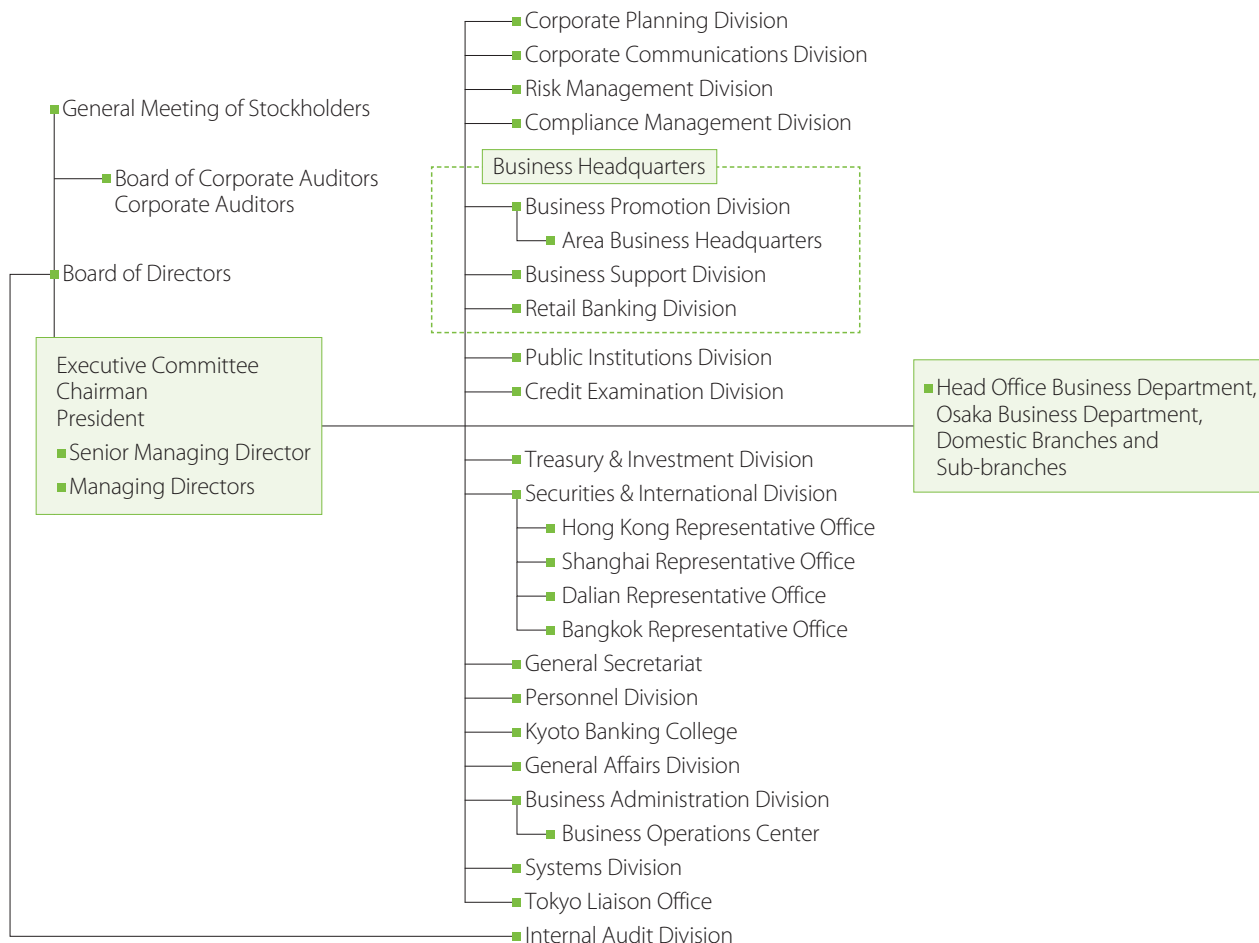 General Meeting of Stockholders
Board of Corporate Auditors
Corporate Auditors
Board of Directors
Executive Committee
Chairman
President
Senior Managing Director
Managing Directors
Corporate Planning Division
Corporate Communications Division
Risk Management Division
Compliance Management Division
Business Headquarters
Business Promotion Division
Area Business Headquarters
Business Support Division
Retail Banking Division
Public Institutions Division
Credit Examination Division
Treasury & Investment Division
Securities & International Division
Hong Kong Representative Office
Shanghai Representative Office
Dalian Representative Office
Bangkok Representative Office
General Secretariat
Personnel Division
Kyoto Banking College
General Affairs Division
Business Administration Division
Business Operations Center
Systems Division
Tokyo Liaison Office
Internal Audit Division
Head Office Business Department,
Osaka Business Department,
Domestic Branches and
Sub-branches